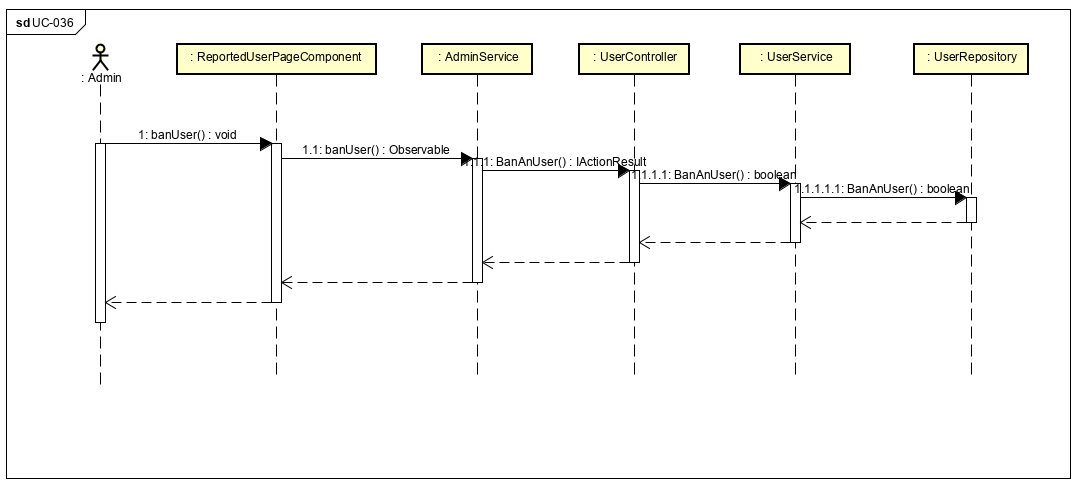 sd UC-036
: Admin
: ReportedUserPageComponent
: AdminService
: UserController
: UserService
: UserRepository
1: banUser() : void
1.1: banUser() : Observable
1.1.1: BanAnUser() : IActionResult
1.1.1.1: BanAnUser() : boolean
1.1.1.1.1: BanAnUser() : boolean